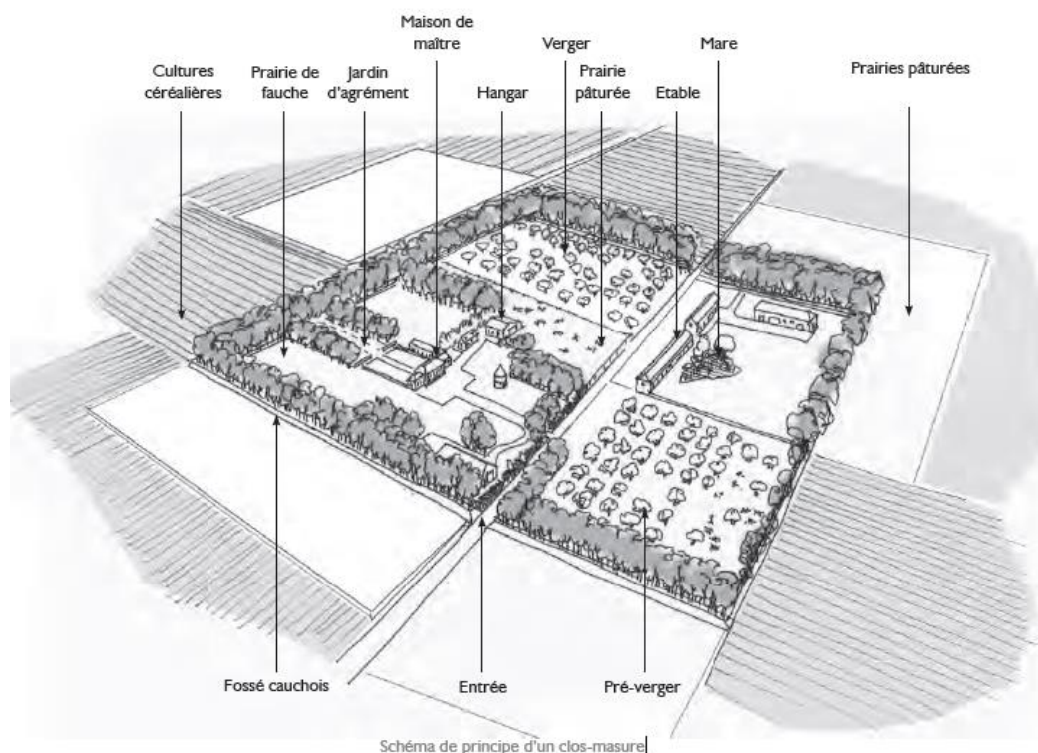 Maison de
maître
Verger
Mare
Cultures
céréalières
Prairie de
fauche
Jardin
d'agrément
Hangar
Prairie
pâturée
Etable
Prairies pâturées
Fossé cauchois
Entrée
Pré-verger
Schéma de principe d'un clos-masure